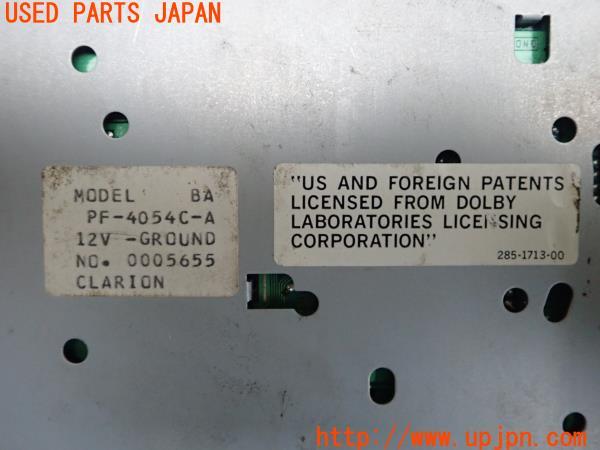 USED PARTS JAPAN
MODEL BA
PF-4054C-A
12V -GROUND
NO. 0005655
CLARION
"US AND FOREIGN PATENTS
LICENSED FROM DOLBY
LABORATORIES LICENSING
CORPORATION"
285-1713-00
http://www.upjpn.com/